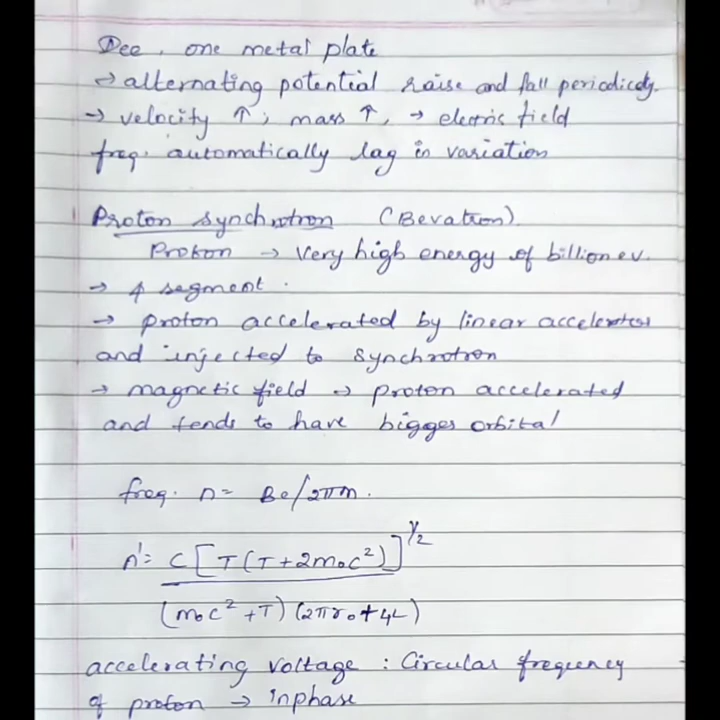 Dee, one metal plate
→ alternating potential raise and fall periodicaly.
→ velocity ↑; mass ↑, → electric field
freq. automatically lag in variation
Proton synchrotron (Bevatron).
Proton → very high energy of billion ev.
→ 4 segment.
→ proton accelerated by linear accelerators
and injected to synchrotron
→ magnetic field → proton accelerated
and tends to have bigger orbital
freq. n = Be/2πm.
n' = C[T(T+2m₀c²)]^1/2
(m₀c²+T)(2πr₀+4L)
accelerating voltage : Circular frequency
of proton → inphase